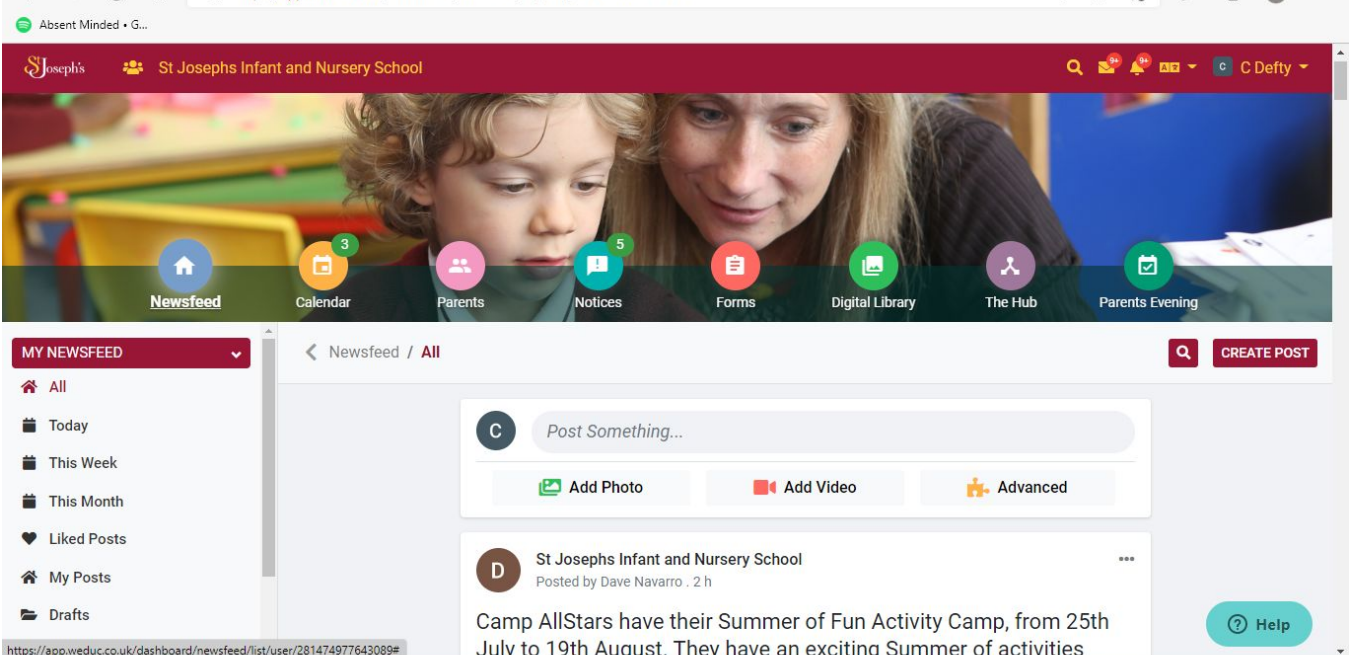 Absent Minded • G...
St Joseph's
St Josephs Infant and Nursery School
9+
9+
C
C Defty
3
5
Newsfeed
Calendar
Parents
Notices
Forms
Digital Library
The Hub
Parents Evening
MY NEWSFEED
Newsfeed / All
CREATE POST
All
Today
This Week
This Month
Liked Posts
My Posts
Drafts
C
Post Something...
Add Photo
Add Video
Advanced
D
St Josephs Infant and Nursery School
Posted by Dave Navarro . 2 h
Camp AllStars have their Summer of Fun Activity Camp, from 25th
July to 19th August. They have an exciting Summer of activities
Help
https://app.weduc.co.uk/dashboard/newsfeed/list/user/281474977643089#